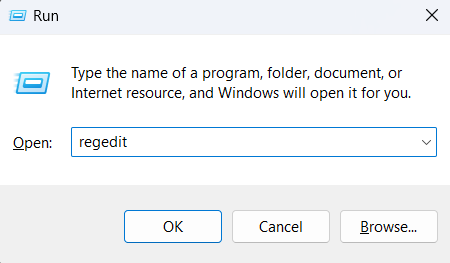 Run
Type the name of a program, folder, document, or
Internet resource, and Windows will open it for you.
Open: regedit
OK Cancel Browse...